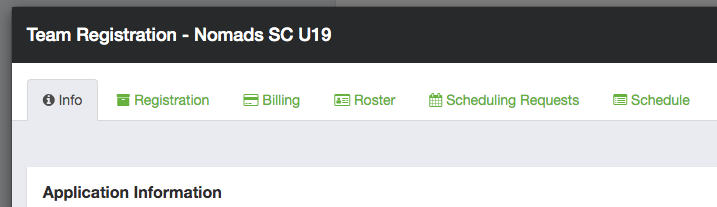 Team Registration - Nomads SC U19
Info Registration Billing Roster Scheduling Requests Schedule
Application Information